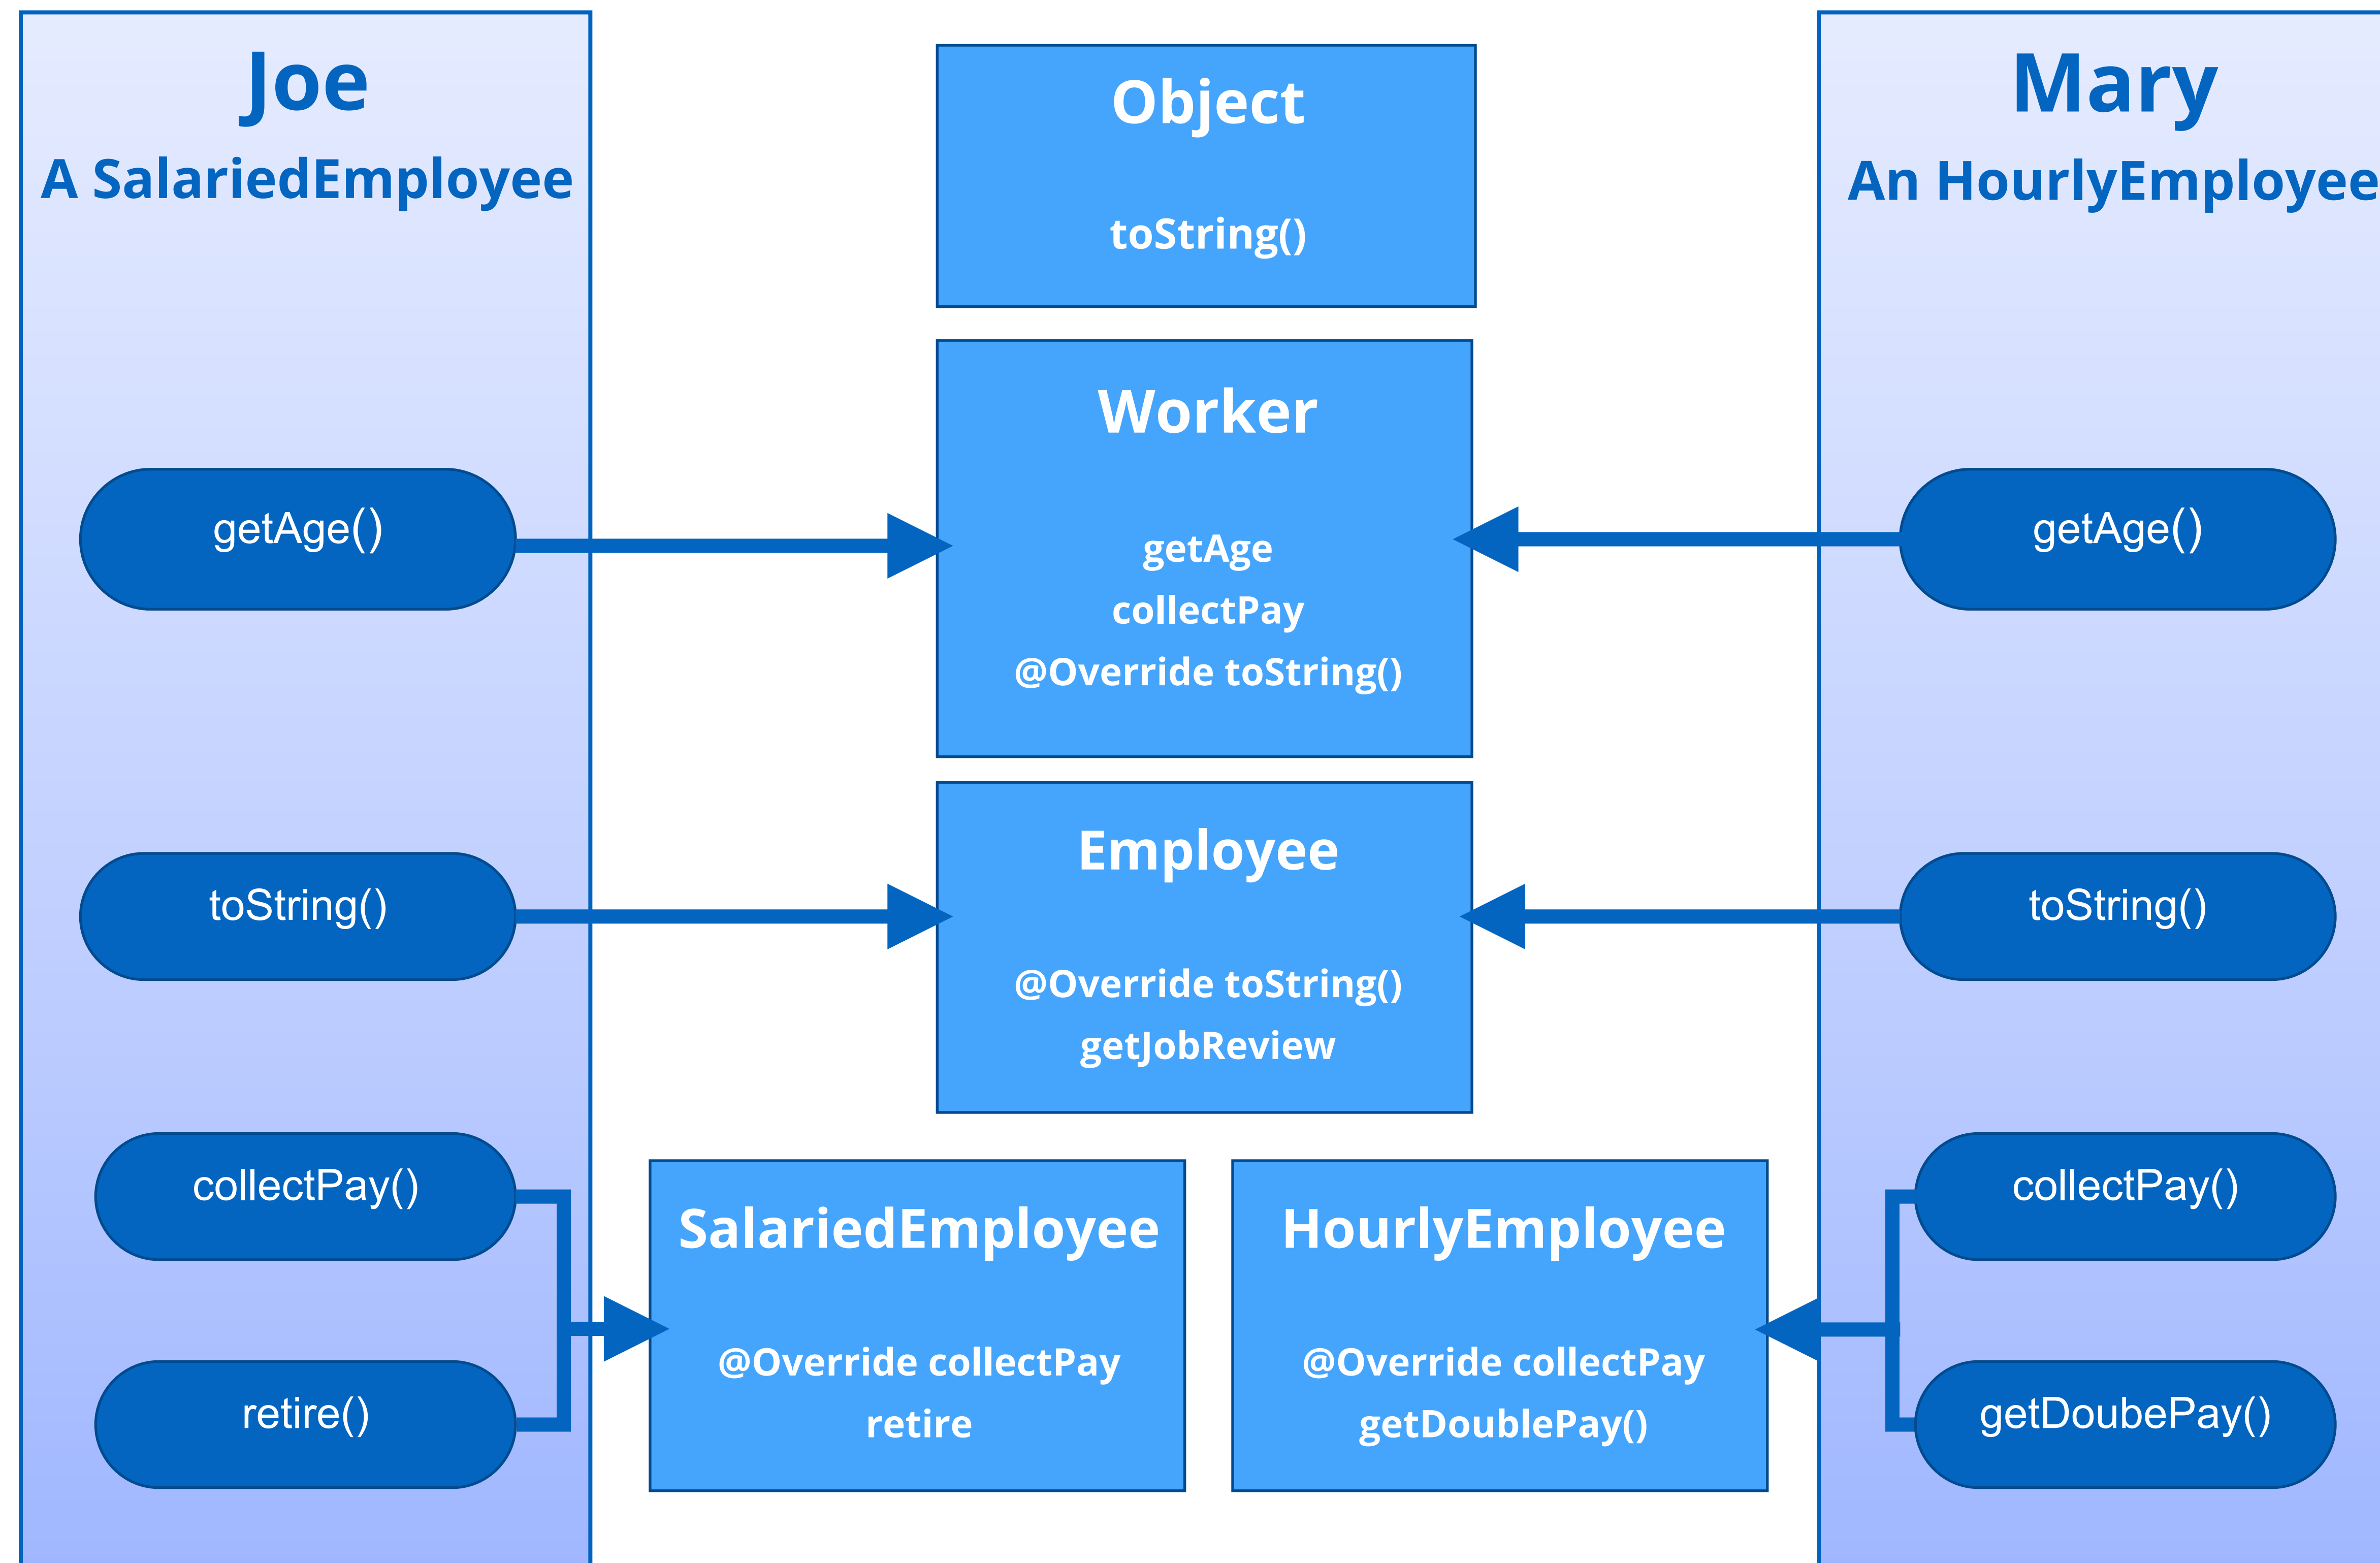 Joe
A SalariedEmployee
getAge()
toString()
collectPay()
retire()
Object
toString()
Worker
getAge
collectPay
@Override toString()
Employee
@Override toString()
getJobReview
SalariedEmployee
@Override collectPay
retire
HourlyEmployee
@Override collectPay
getDoublePay()
Mary
An HourlyEmployee
getAge()
toString()
collectPay()
getDoubePay()